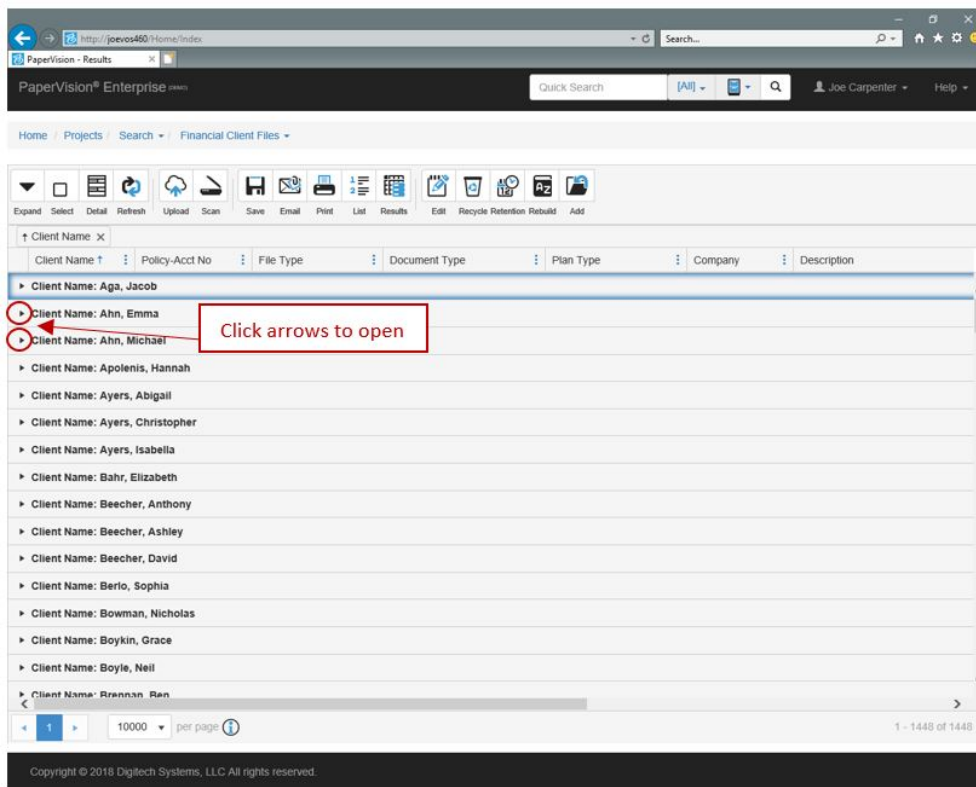 http://joevos460/Home/Index
Search...
PaperVision - Results
PaperVision® Enterprise (DEMO)
Quick Search
[All]
Joe Carpenter
Help
Home / Projects / Search / Financial Client Files
Expand Select Detail Refresh Upload Scan Save Email Print List Results Edit Recycle Retention Rebuild Add
↑ Client Name ×
Client Name ↑ Policy-Acct No File Type Document Type Plan Type Company Description
Client Name: Aga, Jacob
Client Name: Ahn, Emma
Click arrows to open
Client Name: Ahn, Michael
Client Name: Apolenis, Hannah
Client Name: Ayers, Abigail
Client Name: Ayers, Christopher
Client Name: Ayers, Isabella
Client Name: Bahr, Elizabeth
Client Name: Beecher, Anthony
Client Name: Beecher, Ashley
Client Name: Beecher, David
Client Name: Berlo, Sophia
Client Name: Bowman, Nicholas
Client Name: Boykin, Grace
Client Name: Boyle, Neil
Client Name: Brennan, Ben
1
10000 per page
1 - 1448 of 1448
Copyright © 2018 Digitech Systems, LLC All rights reserved.